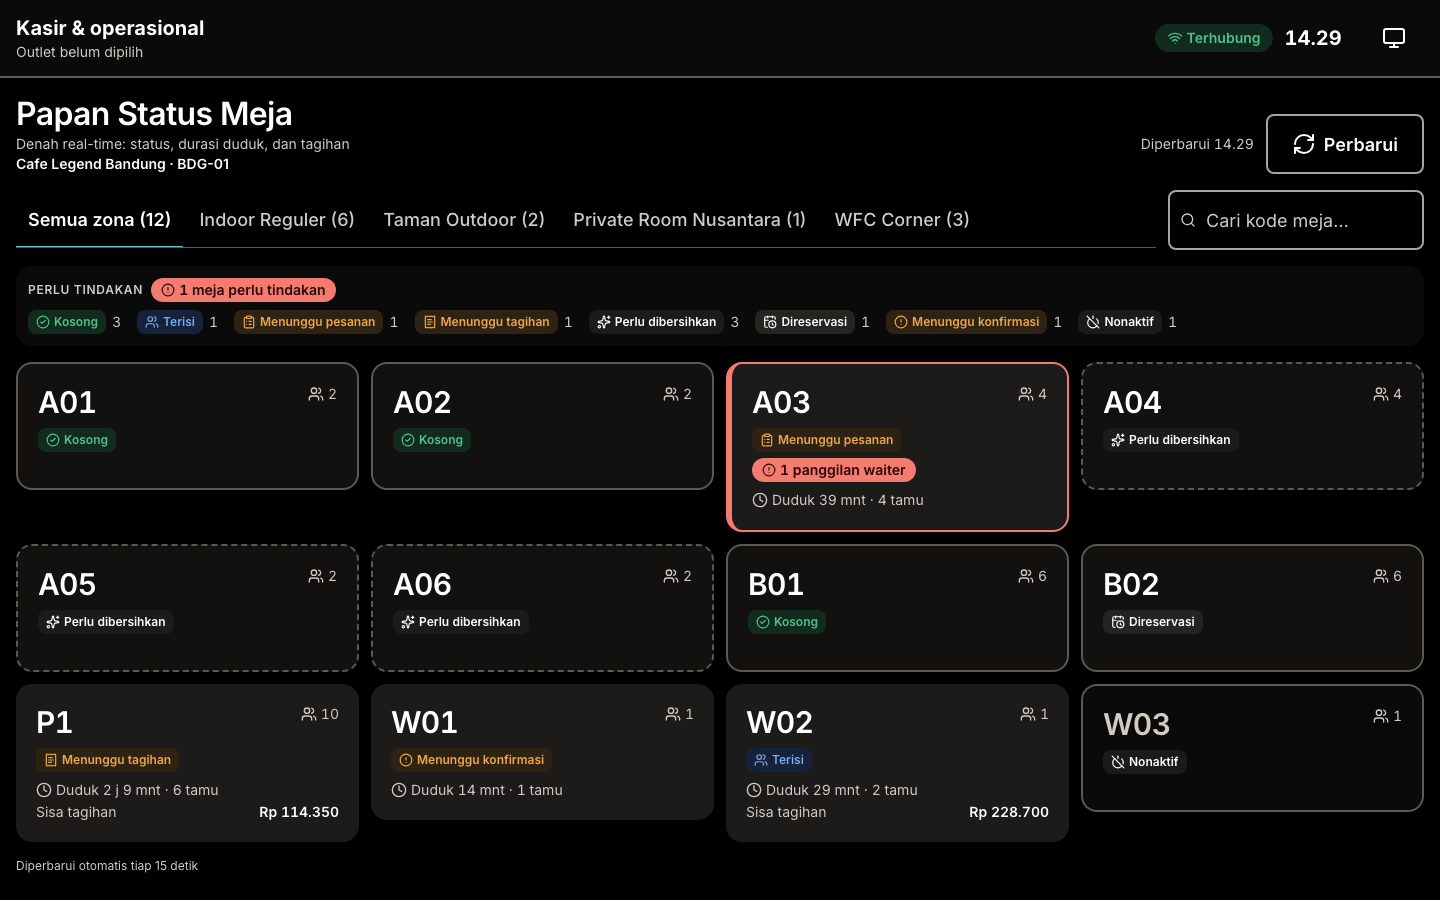 Kasir & operasional
Outlet belum dipilih
Terhubung 14.29
Papan Status Meja
Denah real-time: status, durasi duduk, dan tagihan
Cafe Legend Bandung · BDG-01
Diperbarui 14.29
Perbarui
Semua zona (12) Indoor Reguler (6) Taman Outdoor (2) Private Room Nusantara (1) WFC Corner (3)
Cari kode meja...
PERLU TINDAKAN 1 meja perlu tindakan
Kosong 3 Terisi 1 Menunggu pesanan 1 Menunggu tagihan 1 Perlu dibersihkan 3 Direservasi 1 Menunggu konfirmasi 1 Nonaktif 1
A01 2
Kosong
A02 2
Kosong
A03 4
Menunggu pesanan
1 panggilan waiter
Duduk 39 mnt · 4 tamu
A04 4
Perlu dibersihkan
A05 2
Perlu dibersihkan
A06 2
Perlu dibersihkan
B01 6
Kosong
B02 6
Direservasi
P1 10
Menunggu tagihan
Duduk 2 j 9 mnt · 6 tamu
Sisa tagihan Rp 114.350
W01 1
Menunggu konfirmasi
Duduk 14 mnt · 1 tamu
W02 1
Terisi
Duduk 29 mnt · 2 tamu
Sisa tagihan Rp 228.700
W03 1
Nonaktif
Diperbarui otomatis tiap 15 detik